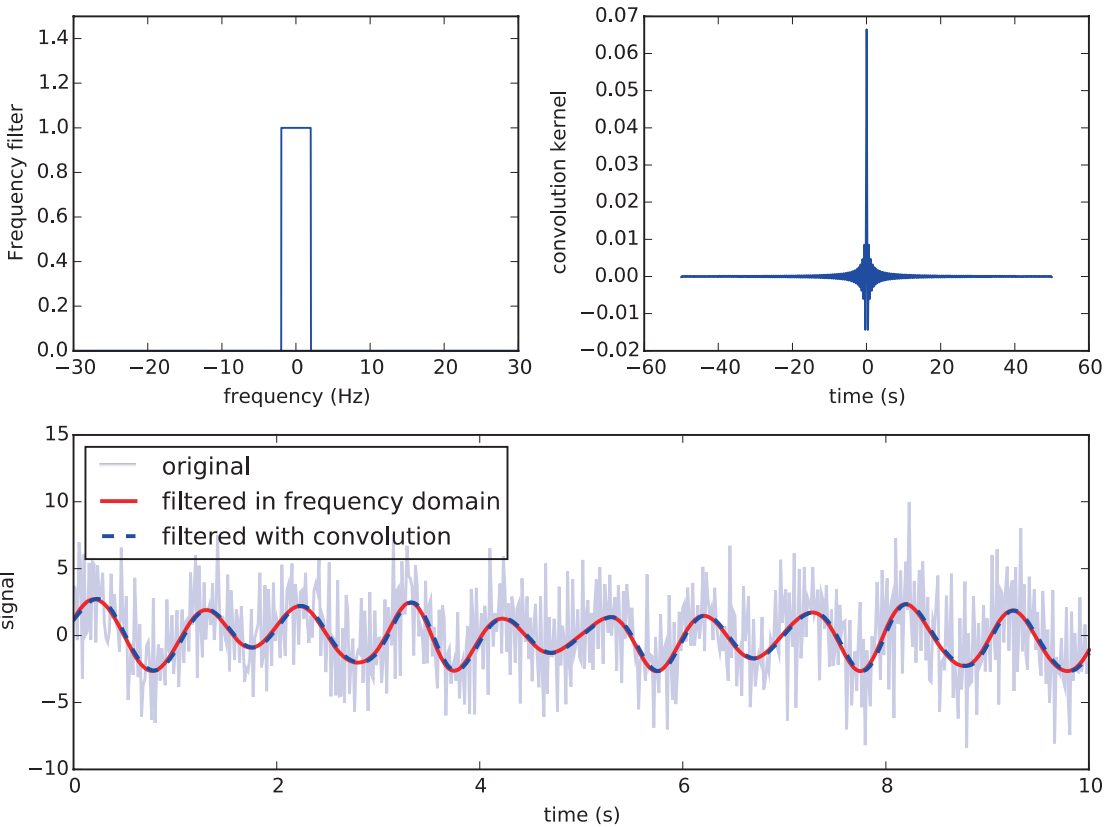 Frequency filter
1.4
1.2
1.0
0.8
0.6
0.4
0.2
0.0
−30 −20 −10 0 10 20 30
frequency (Hz)
convolution kernel
0.07
0.06
0.05
0.04
0.03
0.02
0.01
0.00
−0.01
−0.02
−60 −40 −20 0 20 40 60
time (s)
signal
15
10
5
0
−5
−10
original
filtered in frequency domain
filtered with convolution
0 2 4 6 8 10
time (s)